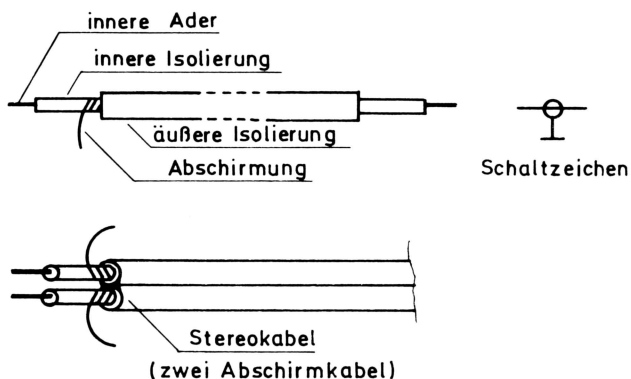 innere Ader
innere Isolierung
äußere Isolierung
Abschirmung
Schaltzeichen
Stereokabel
(zwei Abschirmkabel)